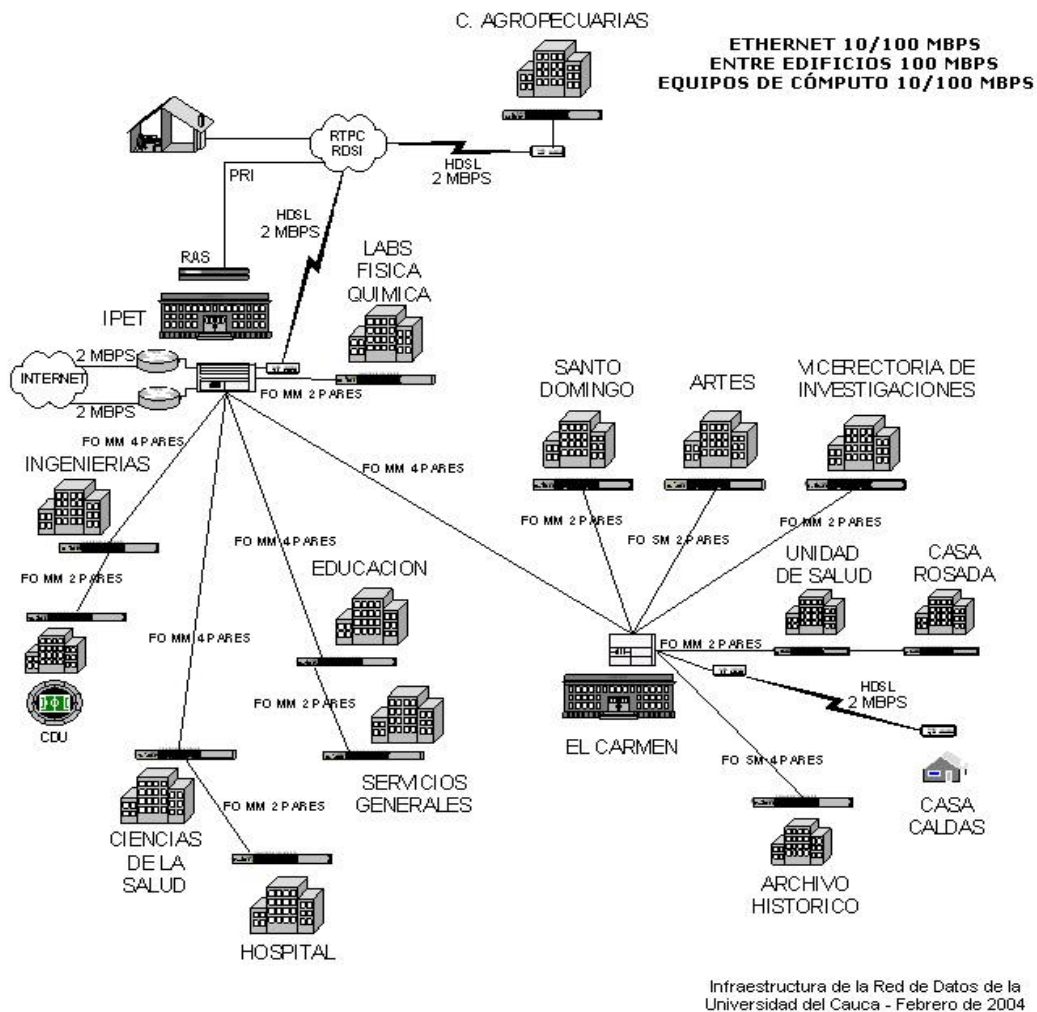 C. AGROPECUARIAS
ETHERNET 10/100 MBPS
ENTRE EDIFICIOS 100 MBPS
EQUIPOS DE CÓMPUTO 10/100 MBPS
RTPC
RDSI
HDSL
2 MBPS
PRI
HDSL
2 MBPS
RAS
LABS
FISICA
QUIMICA
IPET
2 MBPS
INTERNET
2 MBPS
FO MM 2 PARES
FO MM 4 PARES
INGENIERIAS
FO MM 2 PARES
CDU
FO MM 4 PARES
FO MM 4 PARES
FO MM 4 PARES
EDUCACION
FO MM 2 PARES
SERVICIOS
GENERALES
CIENCIAS
DE LA
SALUD
FO MM 2 PARES
HOSPITAL
SANTO
DOMINGO
ARTES
VICERECTORIA DE
INVESTIGACIONES
FO MM 2 PARES
FO SM 2 PARES
FO MM 2 PARES
UNIDAD
DE SALUD
CASA
ROSADA
FO MM 2 PARES
HDSL
2 MBPS
EL CARMEN
FO SM 4 PARES
CASA
CALDAS
ARCHIVO
HISTORICO
Infraestructura de la Red de Datos de la
Universidad del Cauca - Febrero de 2004